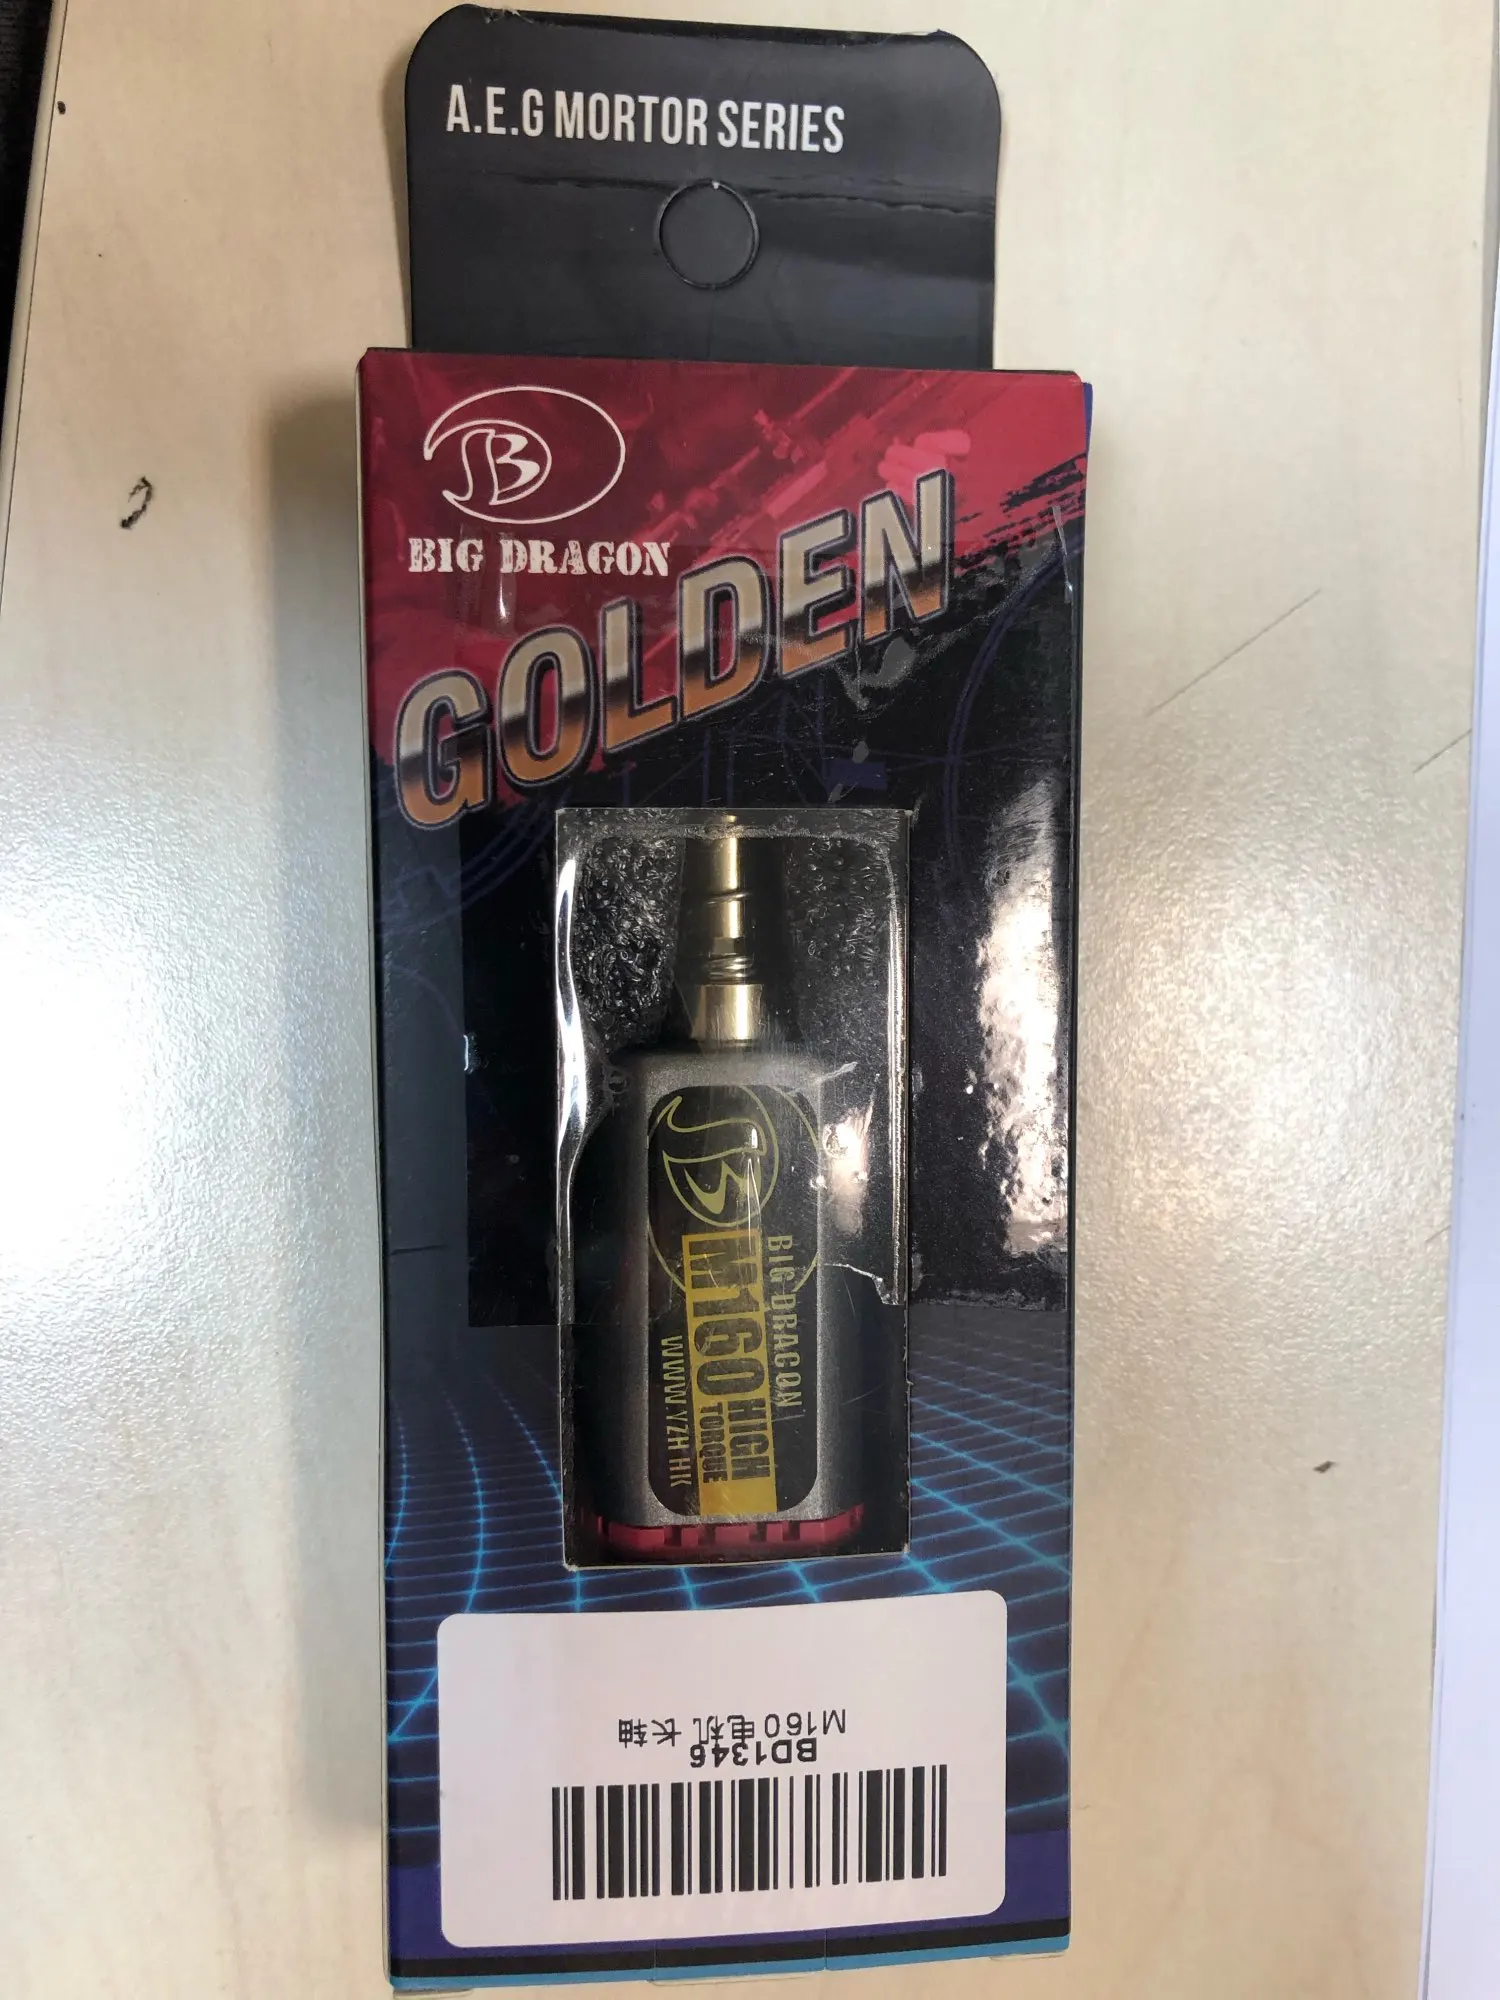 A.E.G MORTOR SERIES
BIG DRAGON
GOLDEN
BIG DRAGON
M160 HIGH TORQUE
WWW.YZH.HK
M160 电机 长轴
BD1346